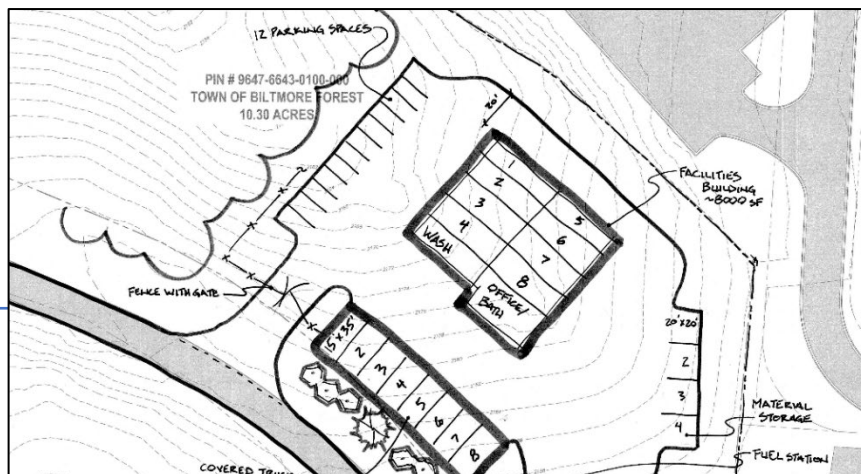 12 PARKING SPACES
PIN # 9647-6643-0100-000
TOWN OF BILTMORE FOREST
10.30 ACRES
20'
FACILITIES
BUILDING
~8000 SF
1
2
3
4
WASH
5
6
7
8
OFFICE/
BATH
FENCE WITH GATE
15' x 35'
2
3
4
5
6
7
8
20'x20'
2
3
4
MATERIAL
STORAGE
FUEL STATION
COVERED